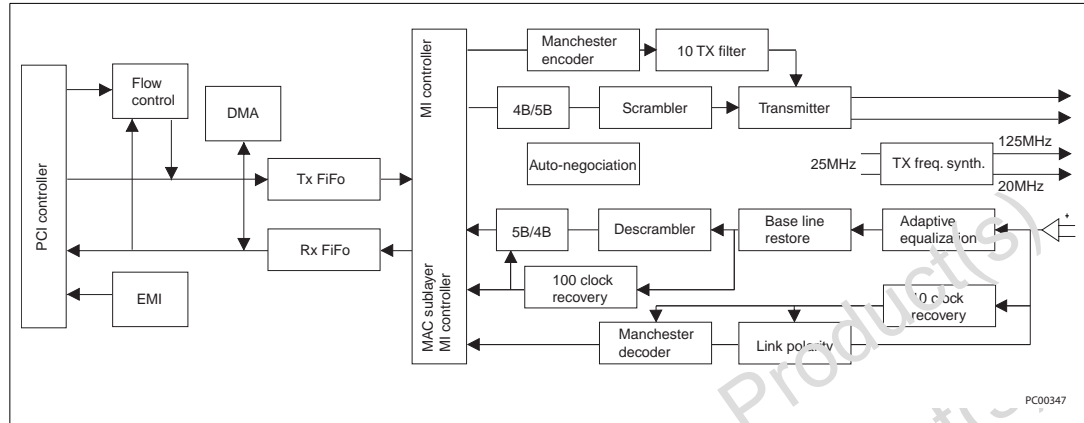 PCI controller
Flow
control
DMA
EMI
Tx FiFo
Rx FiFo
MI controller
MAC sublayer
MI controller
Manchester
encoder
10 TX filter
4B/5B
Scrambler
Transmitter
Auto-negociation
25MHz
TX freq. synth.
125MHz
20MHz
5B/4B
Descrambler
Base line
restore
Adaptive
equalization
+
100 clock
recovery
10 clock
recovery
Manchester
decoder
Link polarity
Product(s)
PC00347